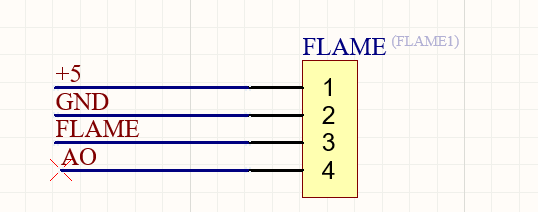 FLAME (FLAME1)
+5 1
GND 2
FLAME 3
AO 4